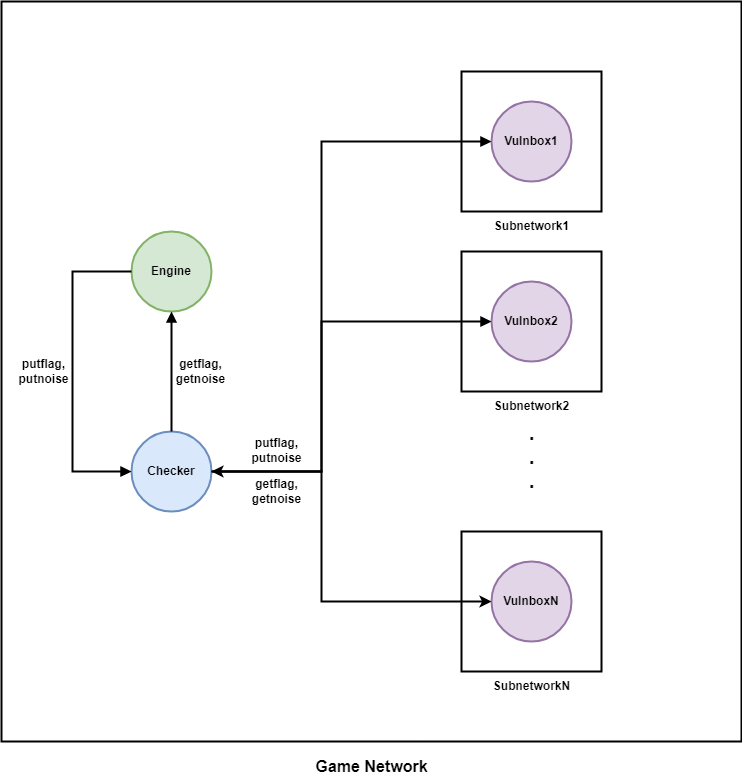 Vulnbox1
Subnetwork1
Engine
Vulnbox2
putflag,
putnoise
getflag,
getnoise
Subnetwork2
putflag,
putnoise
Checker
getflag,
getnoise
VulnboxN
SubnetworkN
Game Network